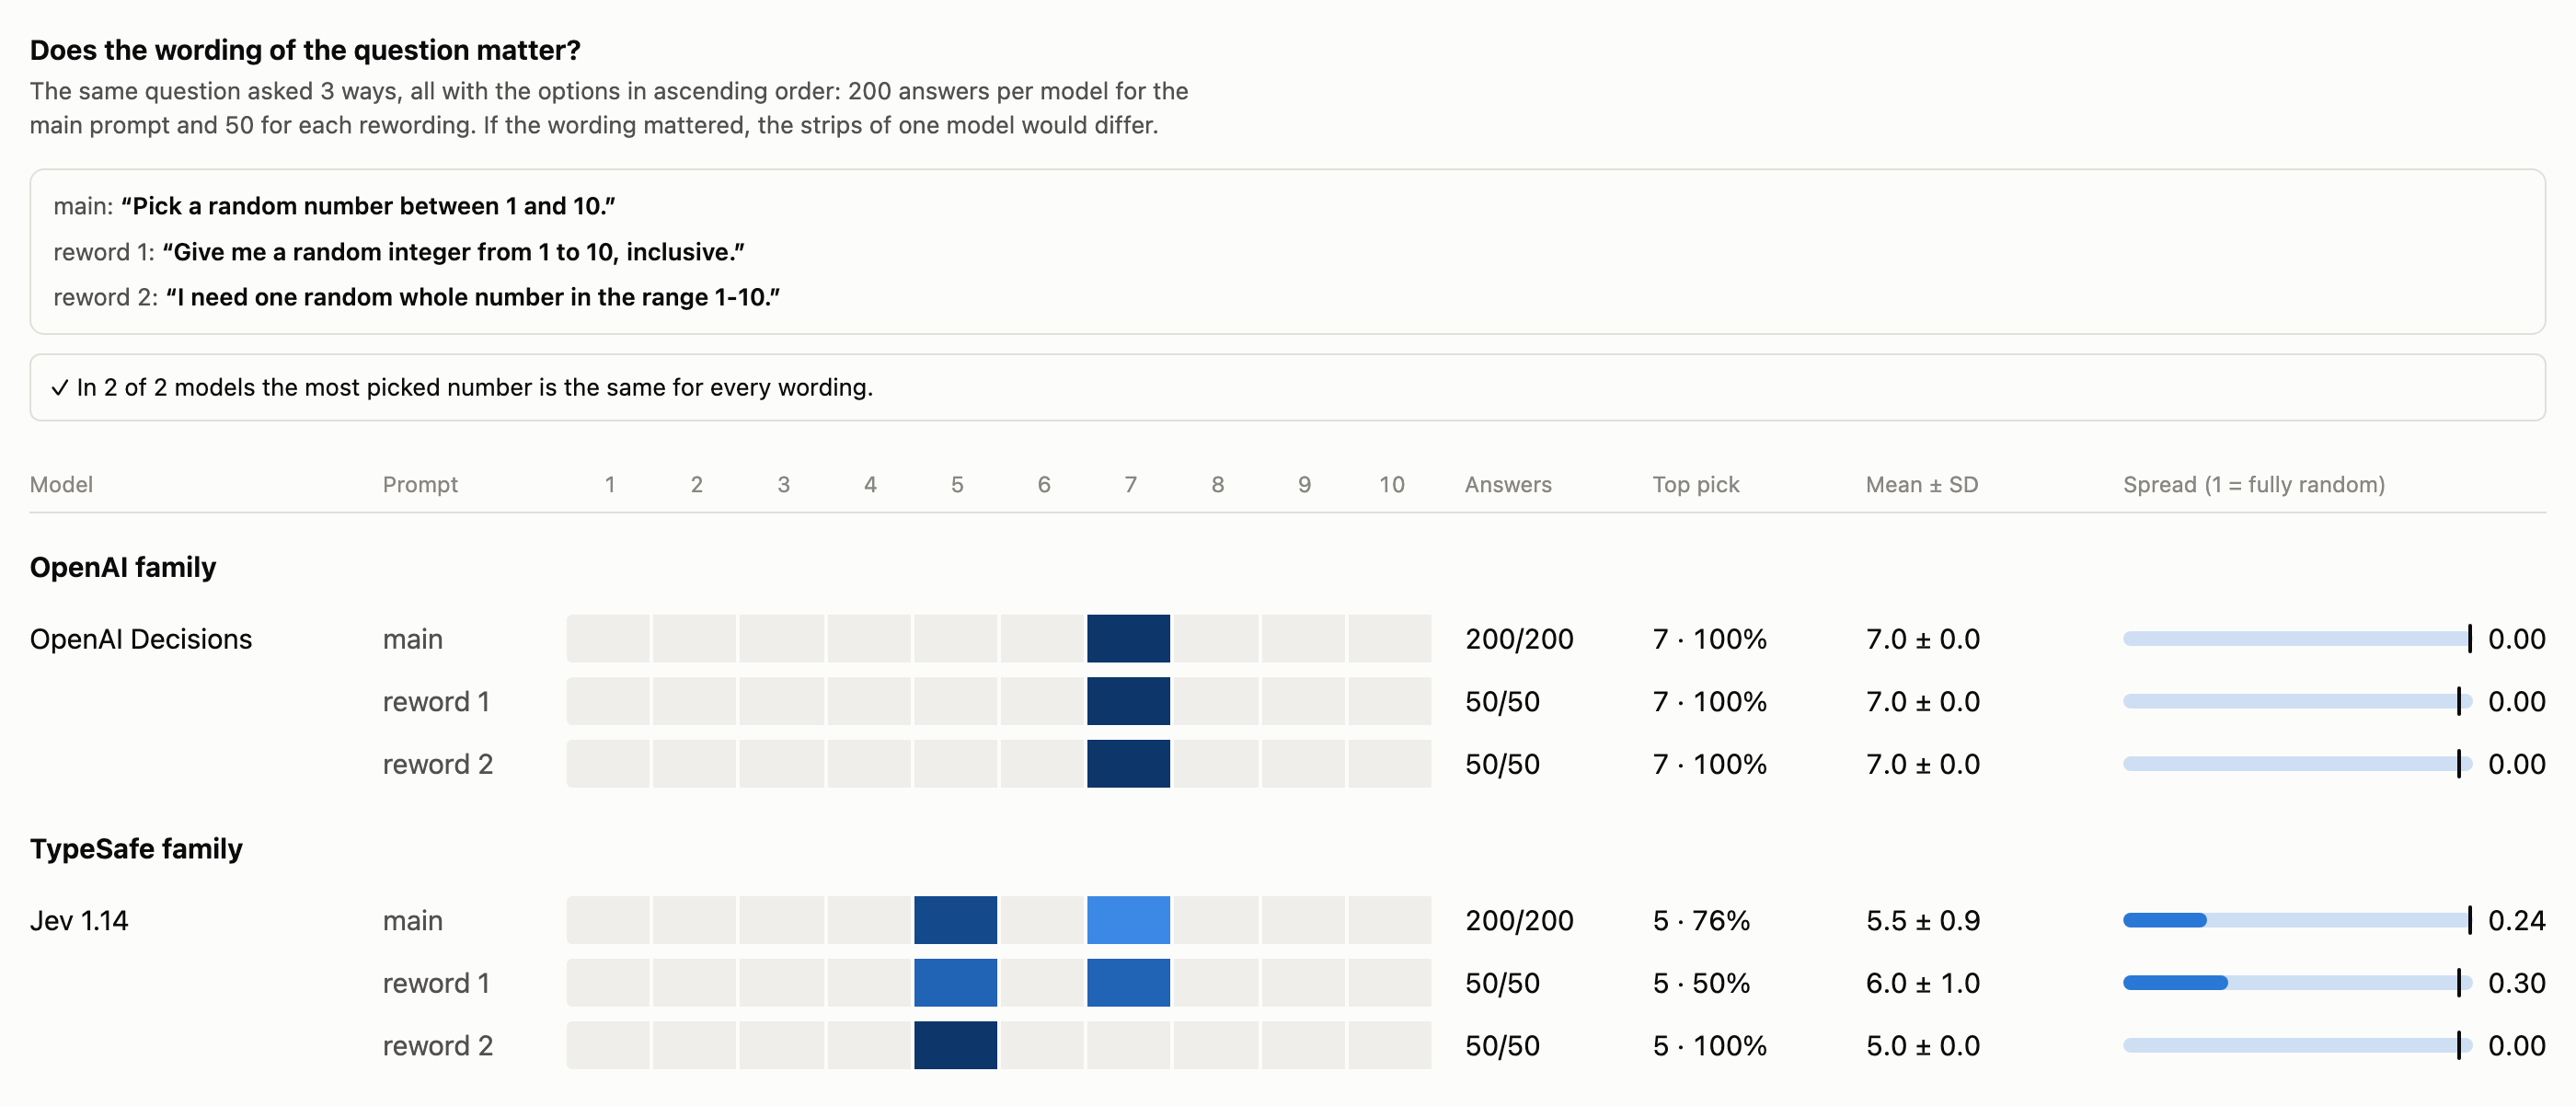 Does the wording of the question matter?
The same question asked 3 ways, all with the options in ascending order: 200 answers per model for the
main prompt and 50 for each rewording. If the wording mattered, the strips of one model would differ.
main: “Pick a random number between 1 and 10.”
reword 1: “Give me a random integer from 1 to 10, inclusive.”
reword 2: “I need one random whole number in the range 1-10.”
✓ In 2 of 2 models the most picked number is the same for every wording.
Model Prompt 1 2 3 4 5 6 7 8 9 10 Answers Top pick Mean ± SD Spread (1 = fully random)
OpenAI family
OpenAI Decisions main 200/200 7 · 100% 7.0 ± 0.0 0.00
reword 1 50/50 7 · 100% 7.0 ± 0.0 0.00
reword 2 50/50 7 · 100% 7.0 ± 0.0 0.00
TypeSafe family
Jev 1.14 main 200/200 5 · 76% 5.5 ± 0.9 0.24
reword 1 50/50 5 · 50% 6.0 ± 1.0 0.30
reword 2 50/50 5 · 100% 5.0 ± 0.0 0.00